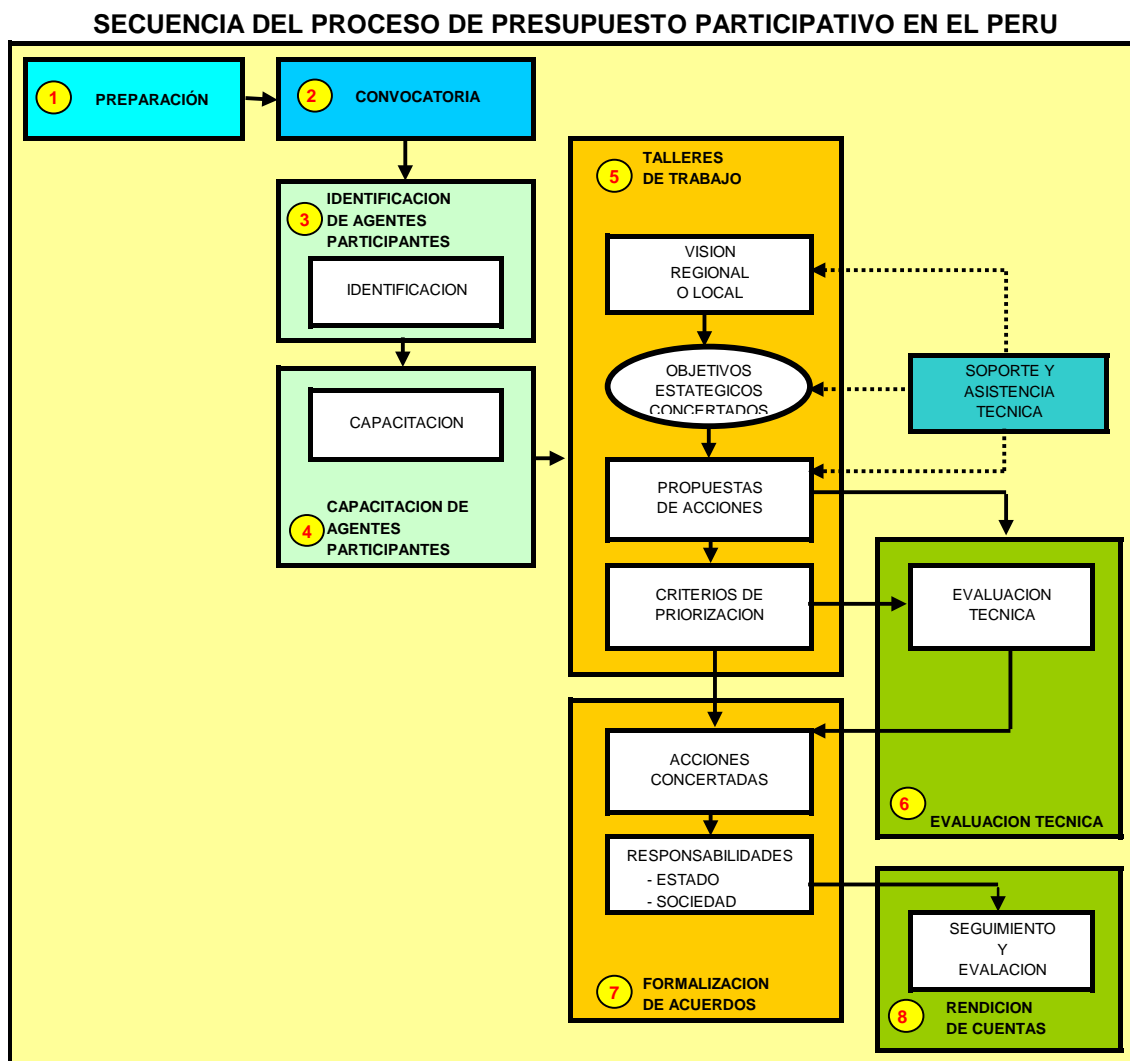 SECUENCIA DEL PROCESO DE PRESUPUESTO PARTICIPATIVO EN EL PERU
1 PREPARACIÓN
2 CONVOCATORIA
3
IDENTIFICACION
DE AGENTES
PARTICIPANTES
IDENTIFICACION
CAPACITACION
4
CAPACITACION DE
AGENTES
PARTICIPANTES
5
TALLERES
DE TRABAJO
VISION
REGIONAL
O LOCAL
OBJETIVOS
ESTATEGICOS
CONCERTADOS
SOPORTE Y
ASISTENCIA
TECNICA
PROPUESTAS
DE ACCIONES
CRITERIOS DE
PRIORIZACION
EVALUACION
TECNICA
6
EVALUACION TECNICA
ACCIONES
CONCERTADAS
RESPONSABILIDADES
- ESTADO
- SOCIEDAD
7
FORMALIZACION
DE ACUERDOS
SEGUIMIENTO
Y
EVALACION
8
RENDICION
DE CUENTAS